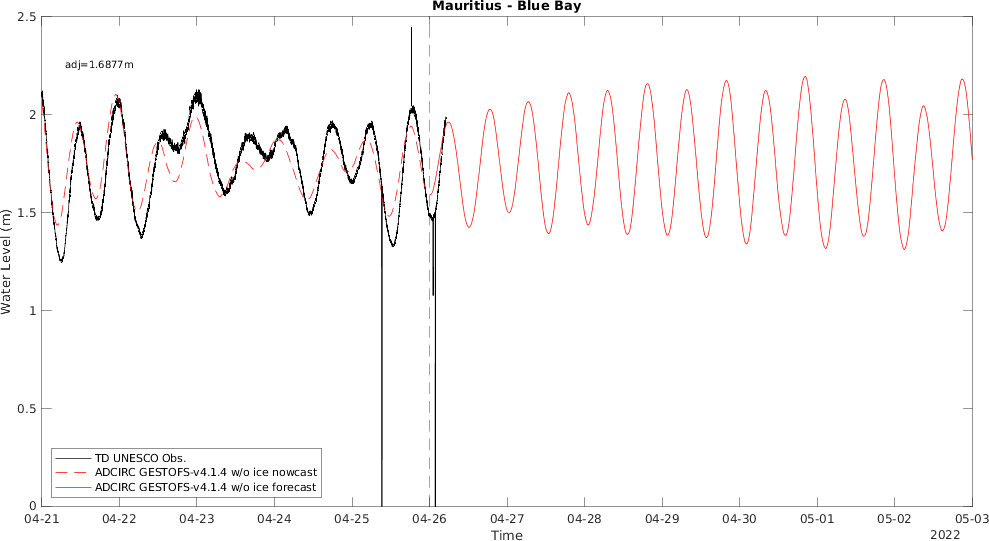 Mauritius - Blue Bay
2.5
adj=1.6877m
2
1.5
1
0.5
0
Water Level (m)
TD UNESCO Obs.
ADCIRC GESTOFS-v4.1.4 w/o ice nowcast
ADCIRC GESTOFS-v4.1.4 w/o ice forecast
04-21 04-22 04-23 04-24 04-25 04-26 04-27 04-28 04-29 04-30 05-01 05-02 05-03
Time
2022